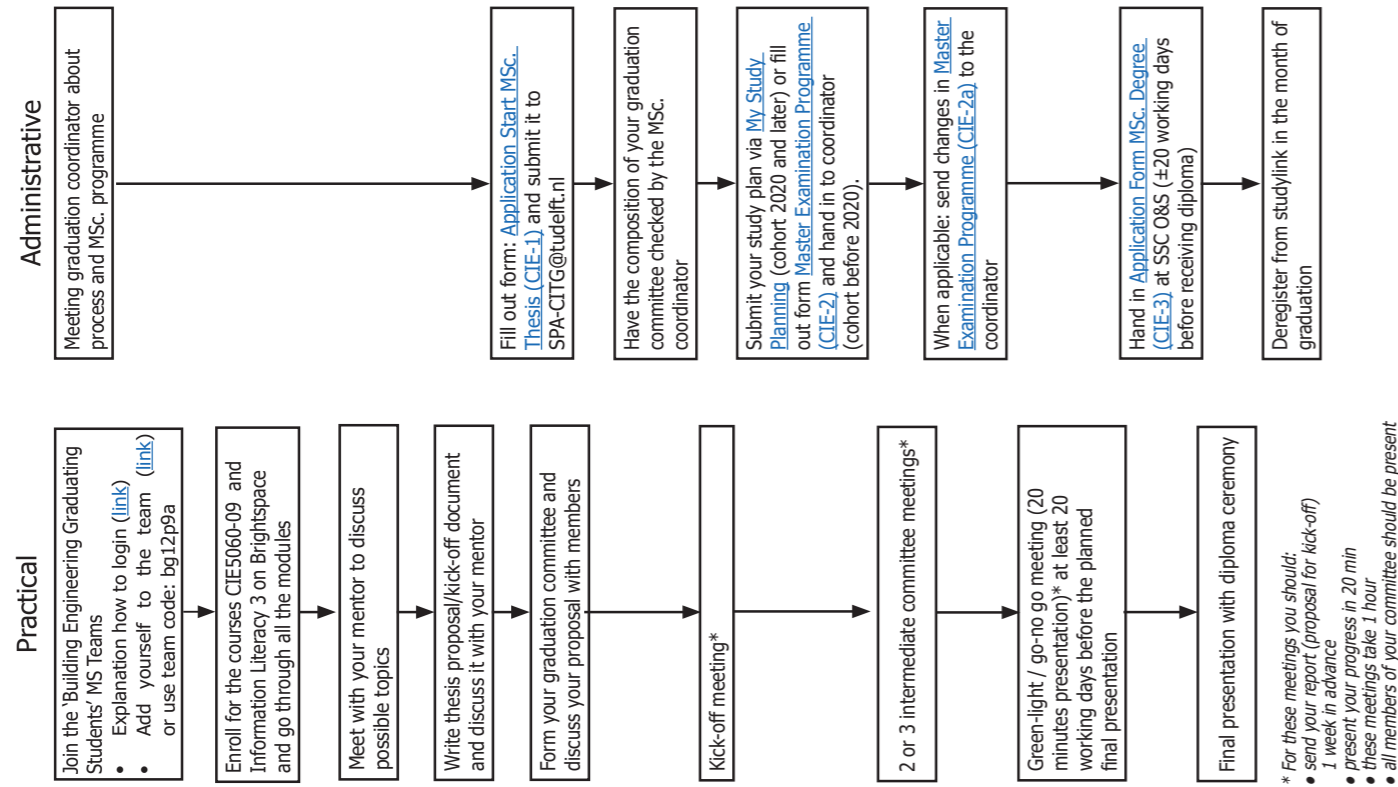 Practical
Join the 'Building Engineering Graduating
Students' MS Teams
• Explanation how to login (link)
• Add yourself to the team (link)
or use team code: bg12p9a
Enroll for the courses CIE5060-09 and
Information Literacy 3 on Brightspace
and go through all the modules
Meet with your mentor to discuss
possible topics
Write thesis proposal/kick-off document
and discuss it with your mentor
Form your graduation committee and
discuss your proposal with members
Kick-off meeting*
2 or 3 intermediate committee meetings*
Green-light / go-no go meeting (20
minutes presentation)* at least 20
working days before the planned
final presentation
Final presentation with diploma ceremony
* For these meetings you should:
• send your report (proposal for kick-off)
1 week in advance
• present your progress in 20 min
• these meetings take 1 hour
• all members of your committee should be present
Administrative
Meeting graduation coordinator about
process and MSc. programme
Fill out form: Application Start MSc.
Thesis (CIE-1) and submit it to
SPA-CITG@tudelft.nl
Have the composition of your graduation
committee checked by the MSc.
coordinator
Submit your study plan via My Study
Planning (cohort 2020 and later) or fill
out form Master Examination Programme
(CIE-2) and hand in to coordinator
(cohort before 2020).
When applicable: send changes in Master
Examination Programme (CIE-2a) to the
coordinator
Hand in Application Form MSc. Degree
(CIE-3) at SSC O&S (±20 working days
before receiving diploma)
Deregister from studylink in the month of
graduation